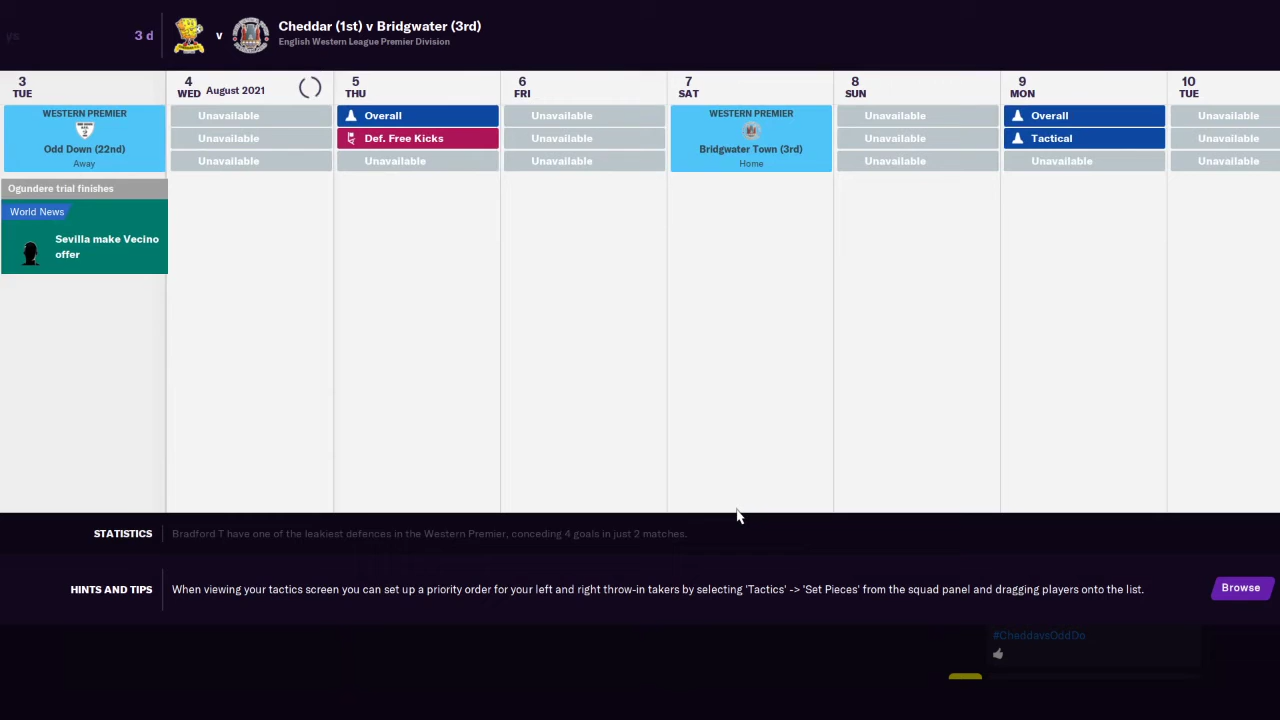 ys
3 d
v
Cheddar (1st) v Bridgwater (3rd)
English Western League Premier Division
3
TUE
4
WED
August 2021
5
THU
6
FRI
7
SAT
8
SUN
9
MON
10
TUE
WESTERN PREMIER
Odd Down (22nd)
Away
Unavailable
Unavailable
Unavailable
Overall
Def. Free Kicks
Unavailable
Unavailable
Unavailable
Unavailable
WESTERN PREMIER
Bridgwater Town (3rd)
Home
Unavailable
Unavailable
Unavailable
Overall
Tactical
Unavailable
Unavailable
Unavailable
Unavailable
Ogundere trial finishes
World News
Sevilla make Vecino
offer
STATISTICS
Bradford T have one of the leakiest defences in the Western Premier, conceding 4 goals in just 2 matches.
HINTS AND TIPS
When viewing your tactics screen you can set up a priority order for your left and right throw-in takers by selecting 'Tactics' -> 'Set Pieces' from the squad panel and dragging players onto the list.
Browse
#CheddavsOddDo